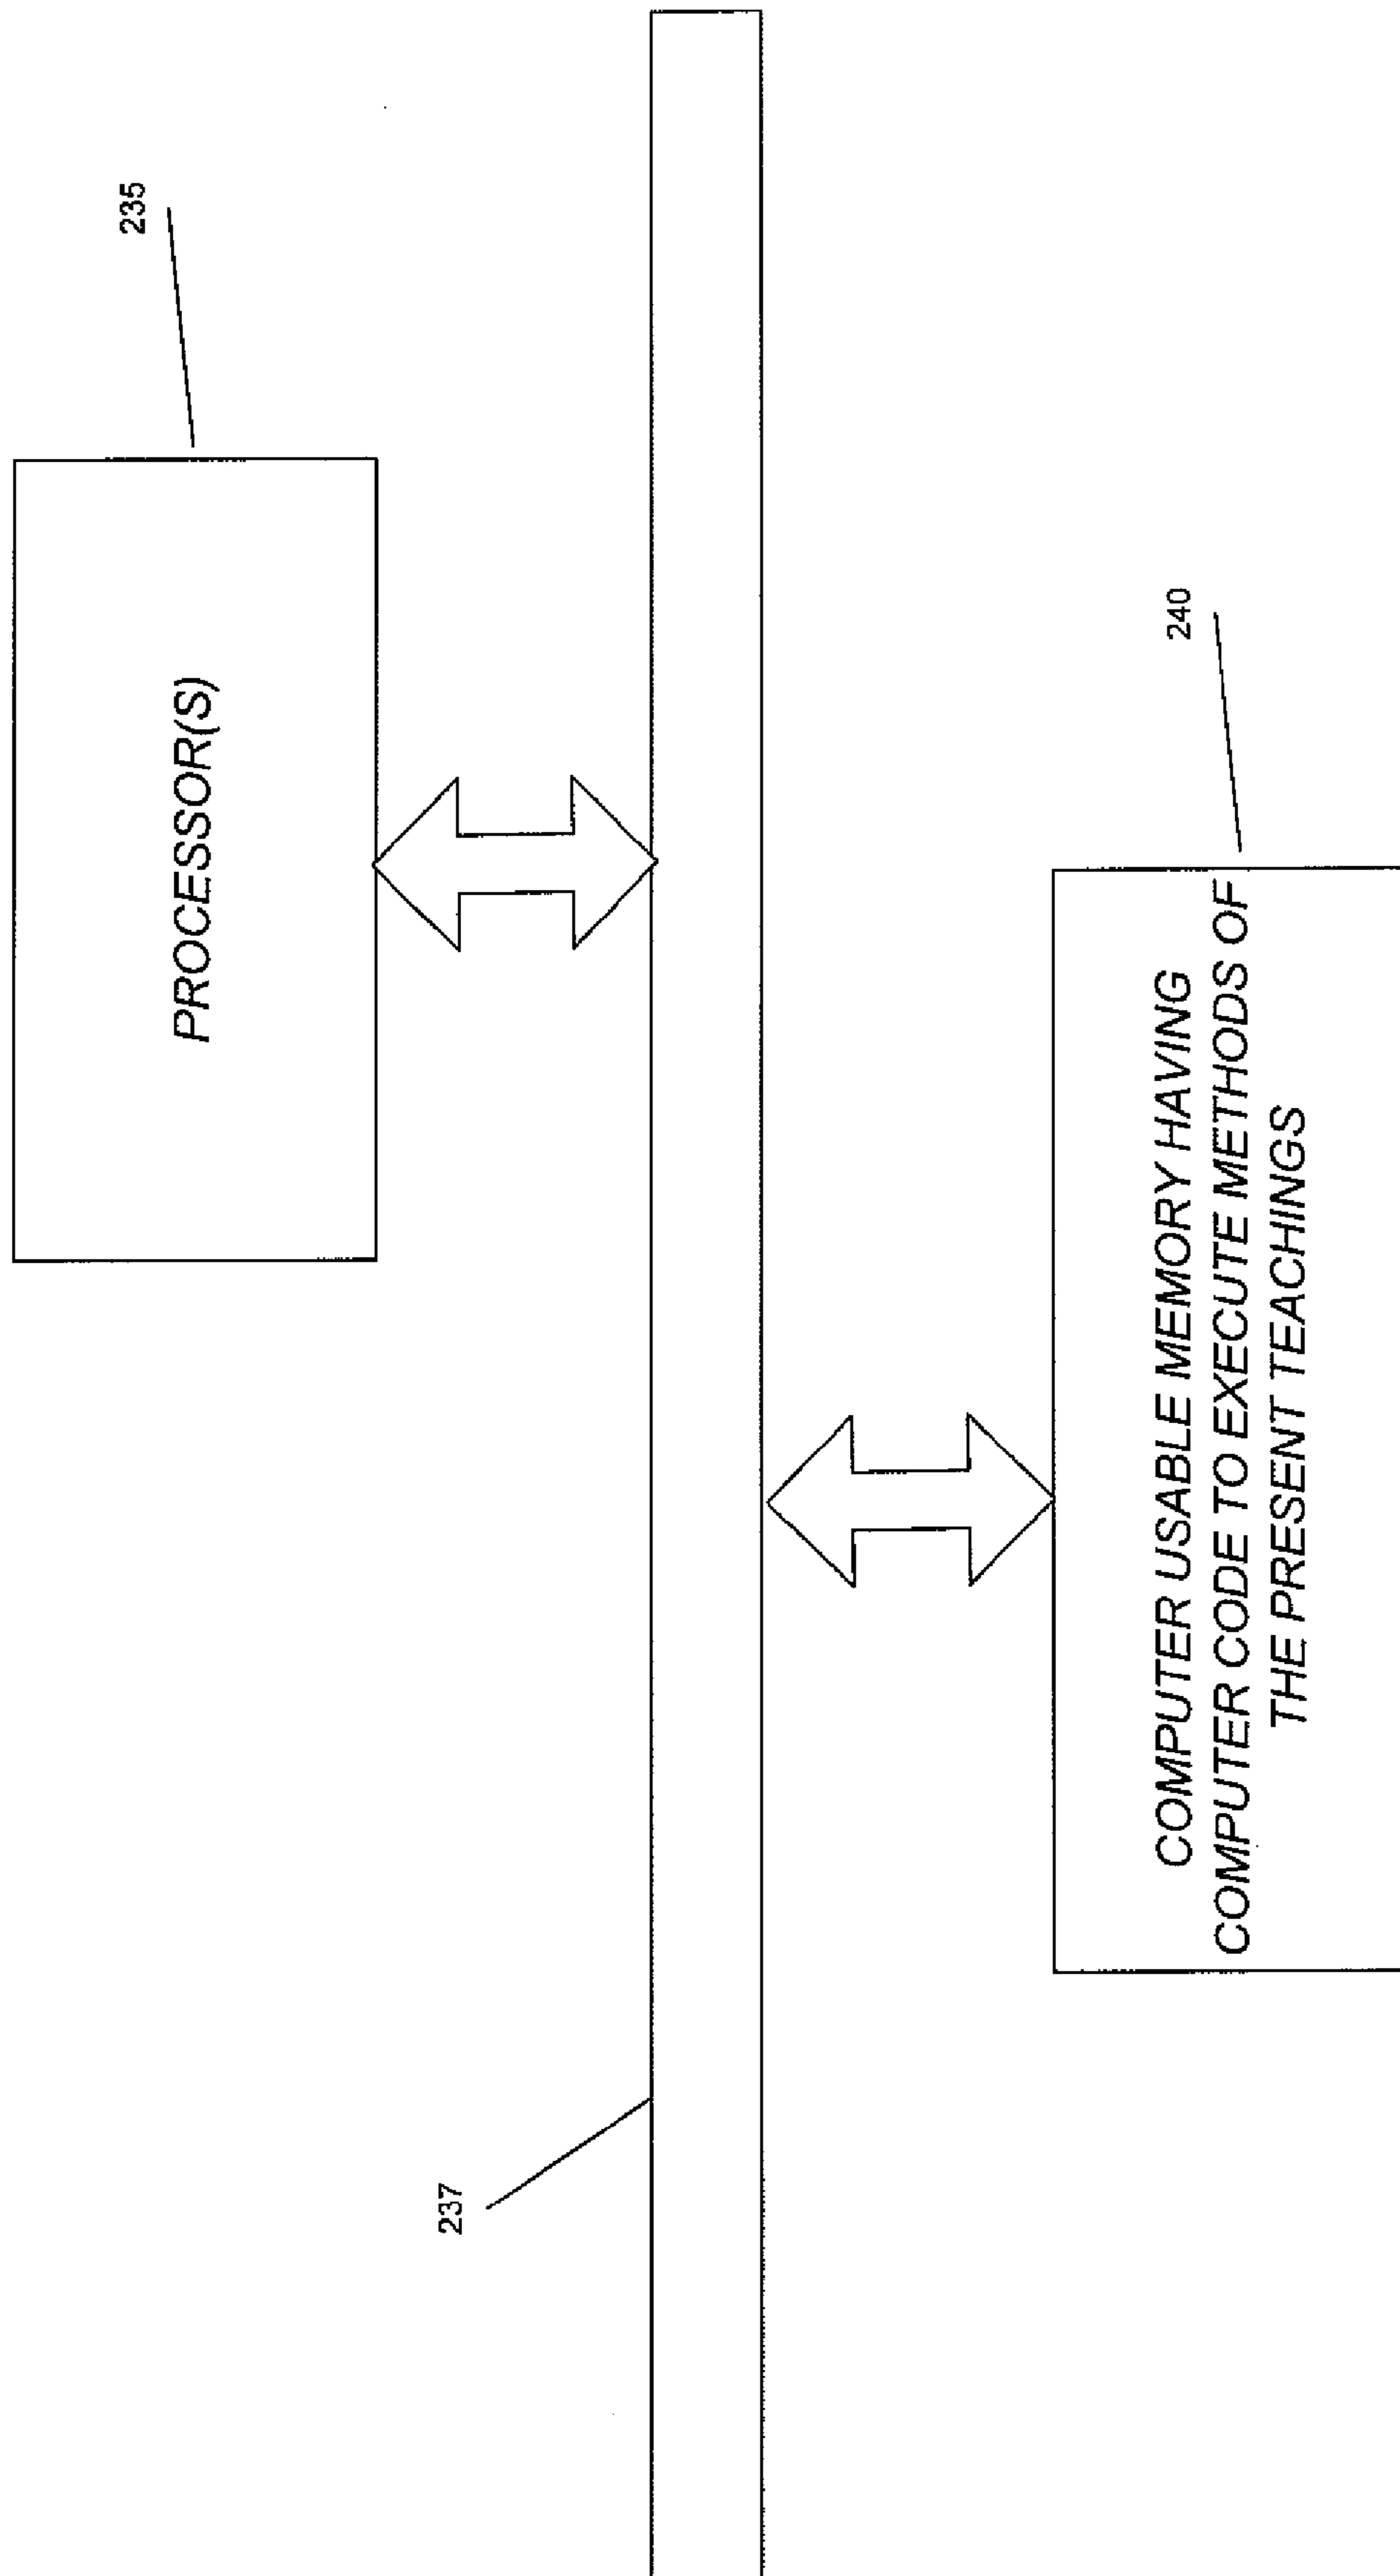 235
PROCESSOR(S)
237
240
COMPUTER USABLE MEMORY HAVING
COMPUTER CODE TO EXECUTE METHODS OF
THE PRESENT TEACHINGS